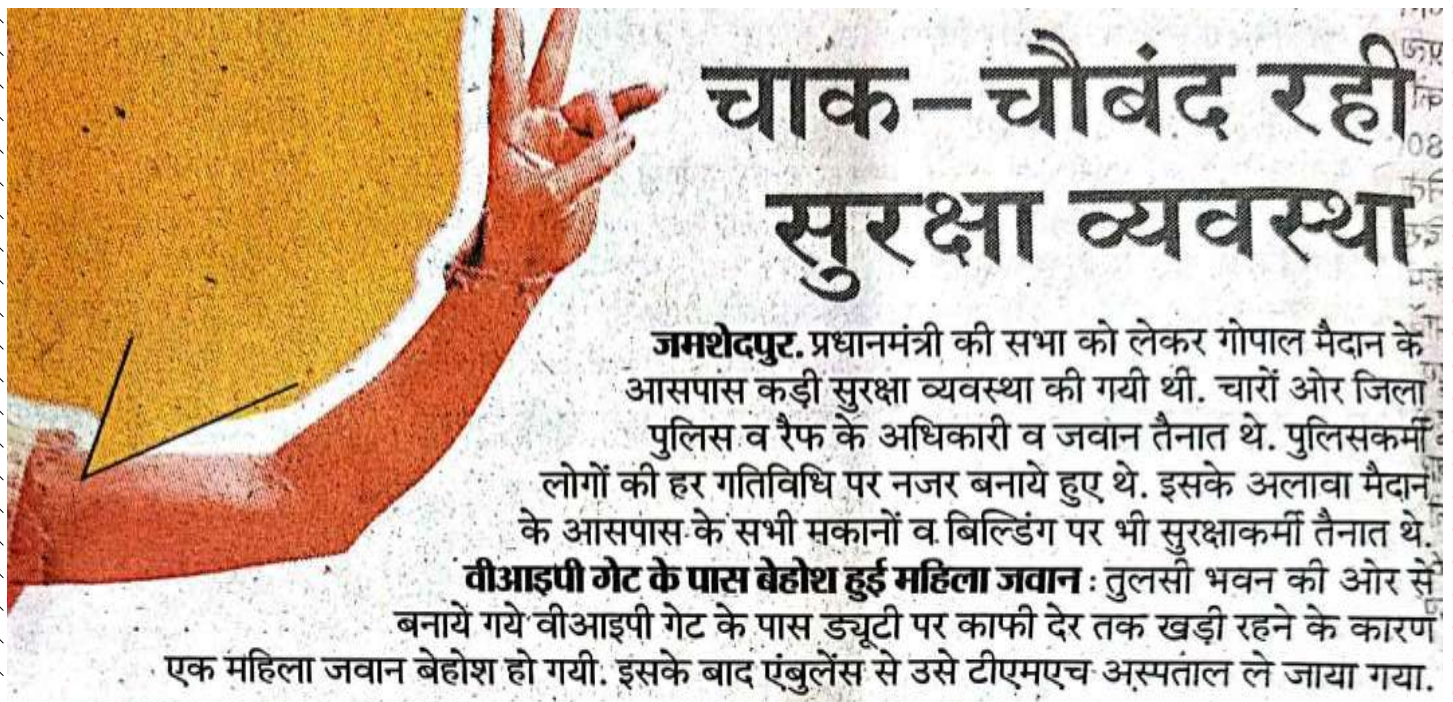 चाक–चौबंद रही
सुरक्षा व्यवस्था
जमशेदपुर. प्रधानमंत्री की सभा को लेकर गोपाल मैदान के
आसपास कड़ी सुरक्षा व्यवस्था की गयी थी. चारों ओर जिला
पुलिस व रैफ के अधिकारी व जवान तैनात थे. पुलिसकर्मी
लोगों की हर गतिविधि पर नजर बनाये हुए थे. इसके अलावा मैदान
के आसपास के सभी मकानों व बिल्डिंग पर भी सुरक्षाकर्मी तैनात थे.
वीआइपी गेट के पास बेहोश हुई महिला जवान : तुलसी भवन की ओर से
बनाये गये वीआइपी गेट के पास ड्यूटी पर काफी देर तक खड़ी रहने के कारण
एक महिला जवान बेहोश हो गयी. इसके बाद एंबुलेंस से उसे टीएमएच अस्पताल ले जाया गया.